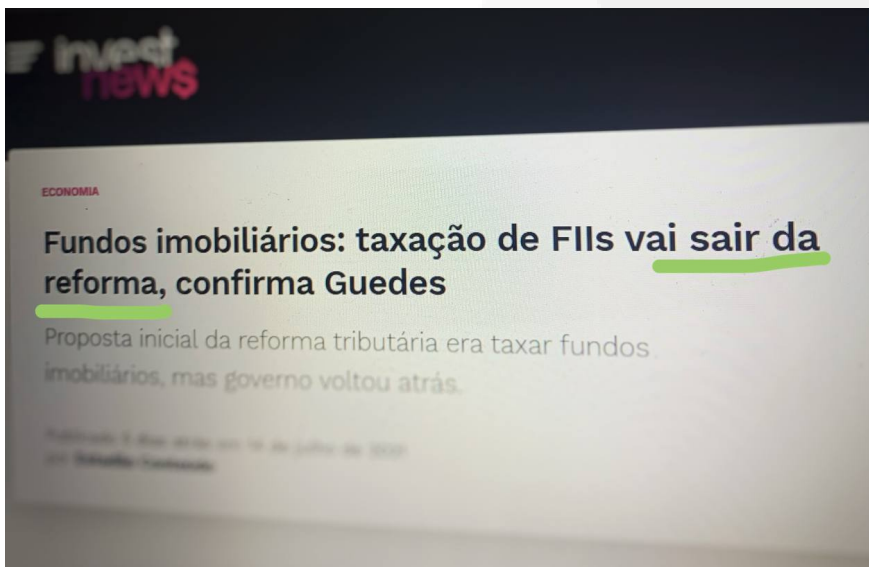 invest
news
ECONOMIA
Fundos imobiliários: taxação de FIIs vai sair da
reforma, confirma Guedes
Proposta inicial da reforma tributária era taxar fundos
imobiliários, mas governo voltou atrás.